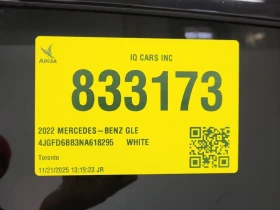 ADESA
IQ CARS INC
833173
2022 MERCEDES-BENZ GLE
4JGFD6BB3NA618295 WHITE
Toronto
11/21/2025 13:19:23 JR